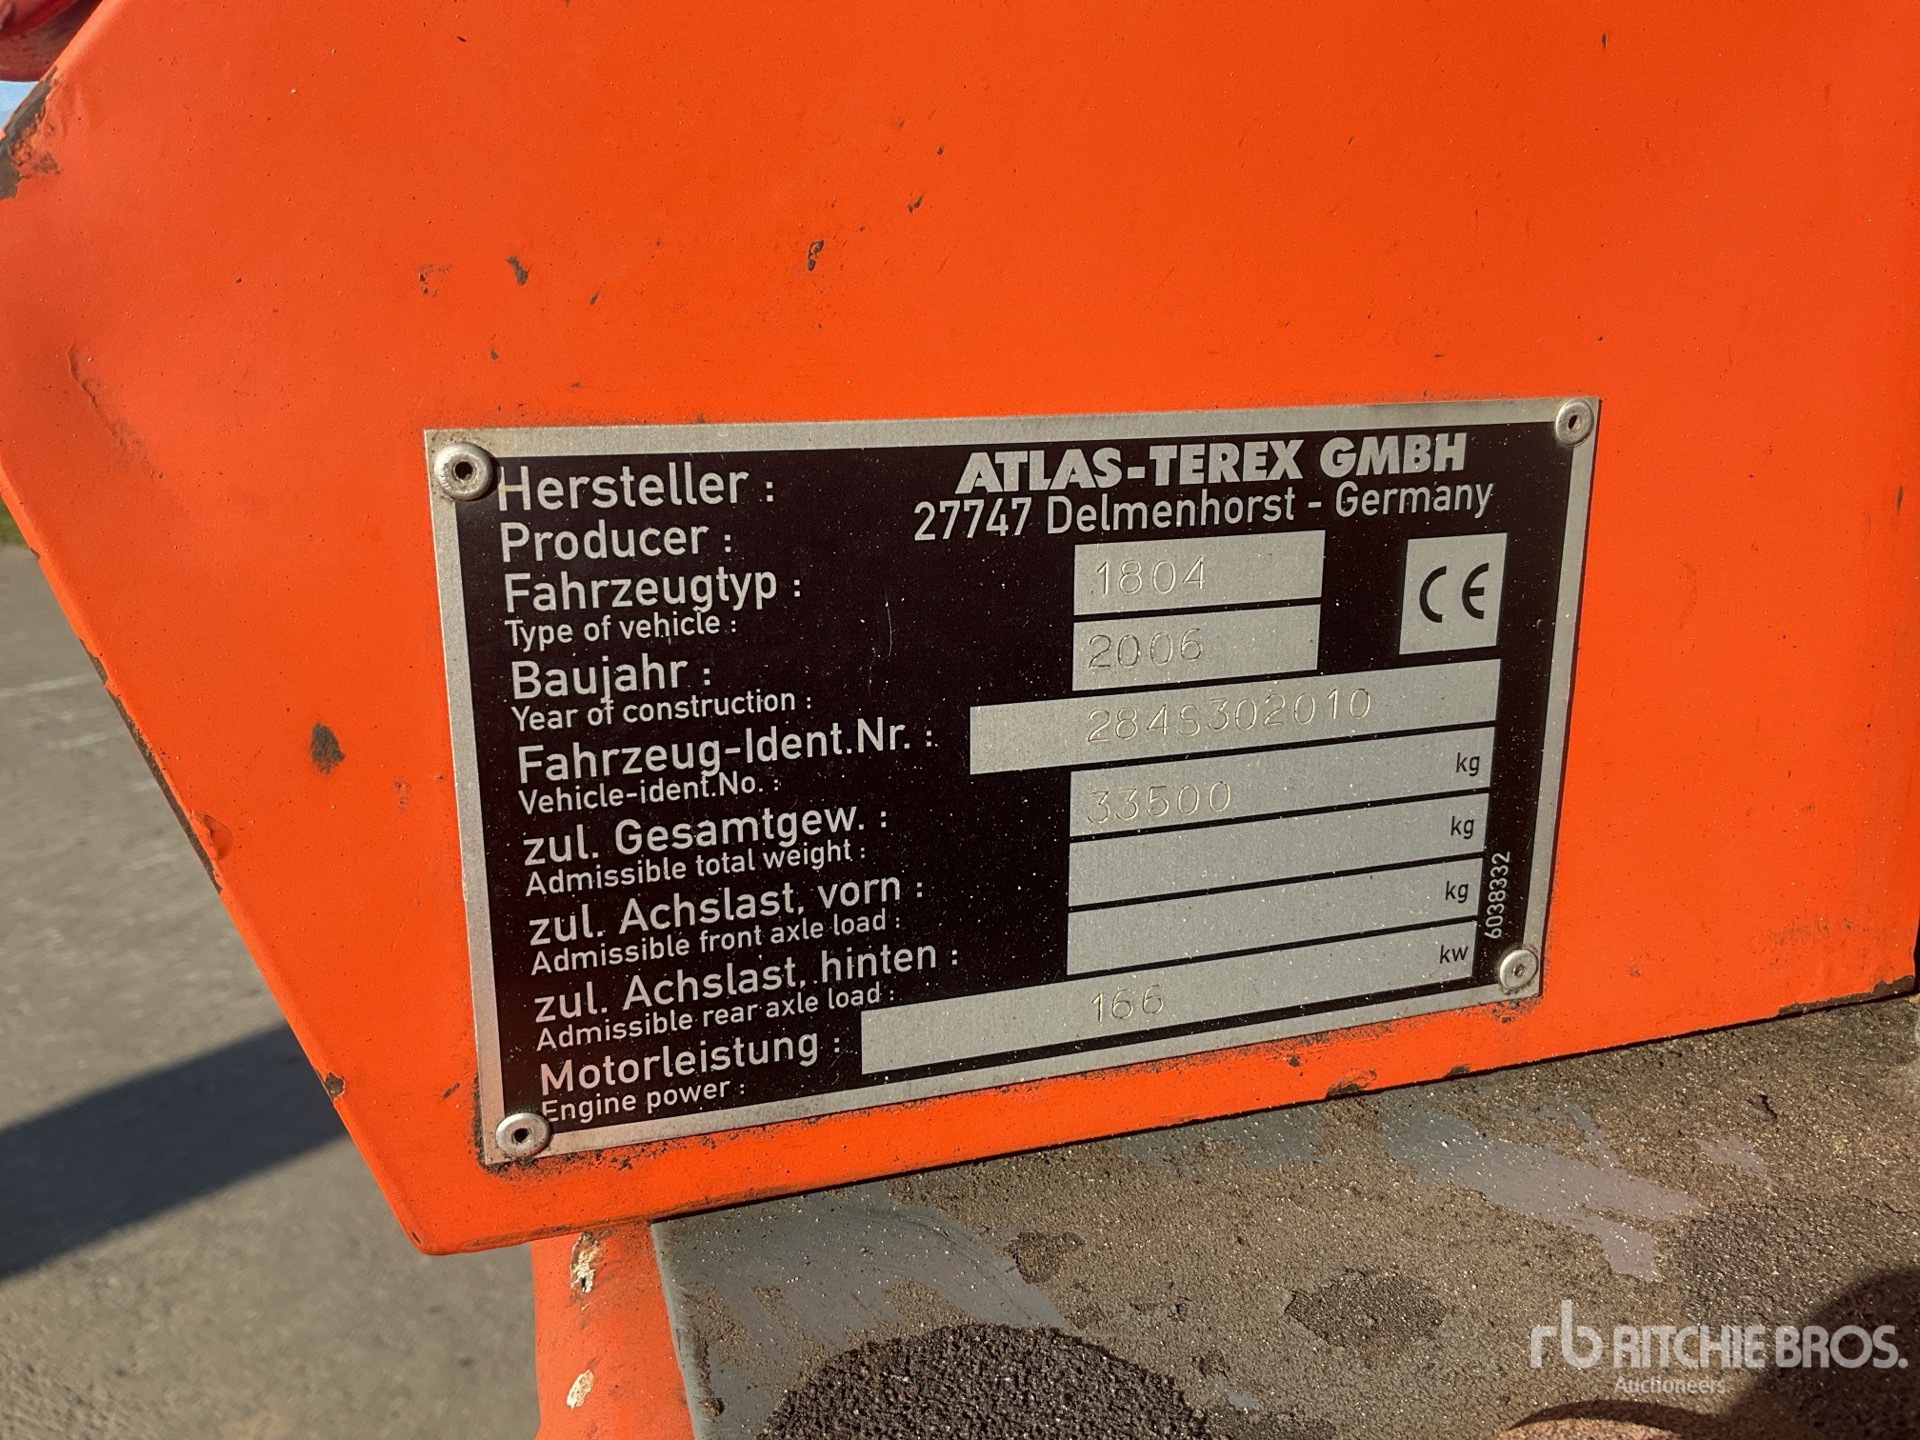 Hersteller : ATLAS-TEREX GMBH
Producer : 27747 Delmenhorst - Germany
Fahrzeugtyp : 1804
Type of vehicle :
CE
Baujahr : 2006
Year of construction :
Fahrzeug-Ident.Nr. : 284S302010
Vehicle-ident.No. :
zul. Gesamtgew. : 33500 kg
Admissible total weight :
zul. Achslast, vorn : kg
Admissible front axle load :
zul. Achslast, hinten : kg
Admissible rear axle load :
Motorleistung : 166 kw
Engine power :
6038332
rb RITCHIE BROS.
Auctioneers